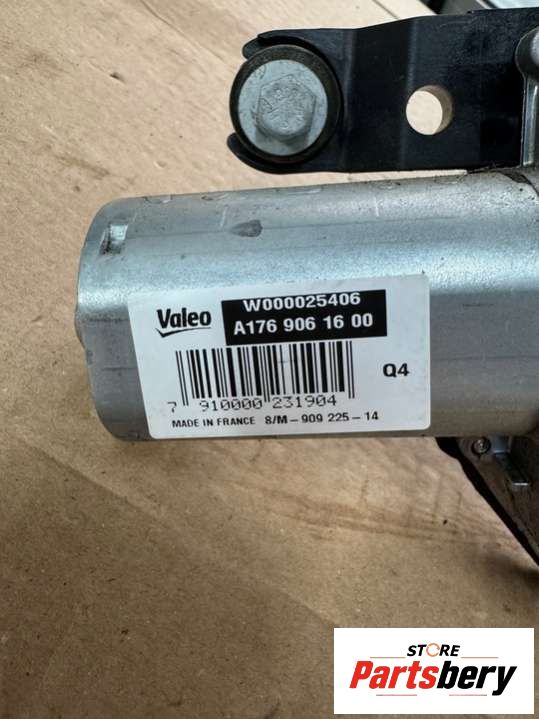 Valeo
W000025406
A176 906 16 00
Q4
7 910000 231904
MADE IN FRANCE 8/M-909 225-14
STORE
Partsbery